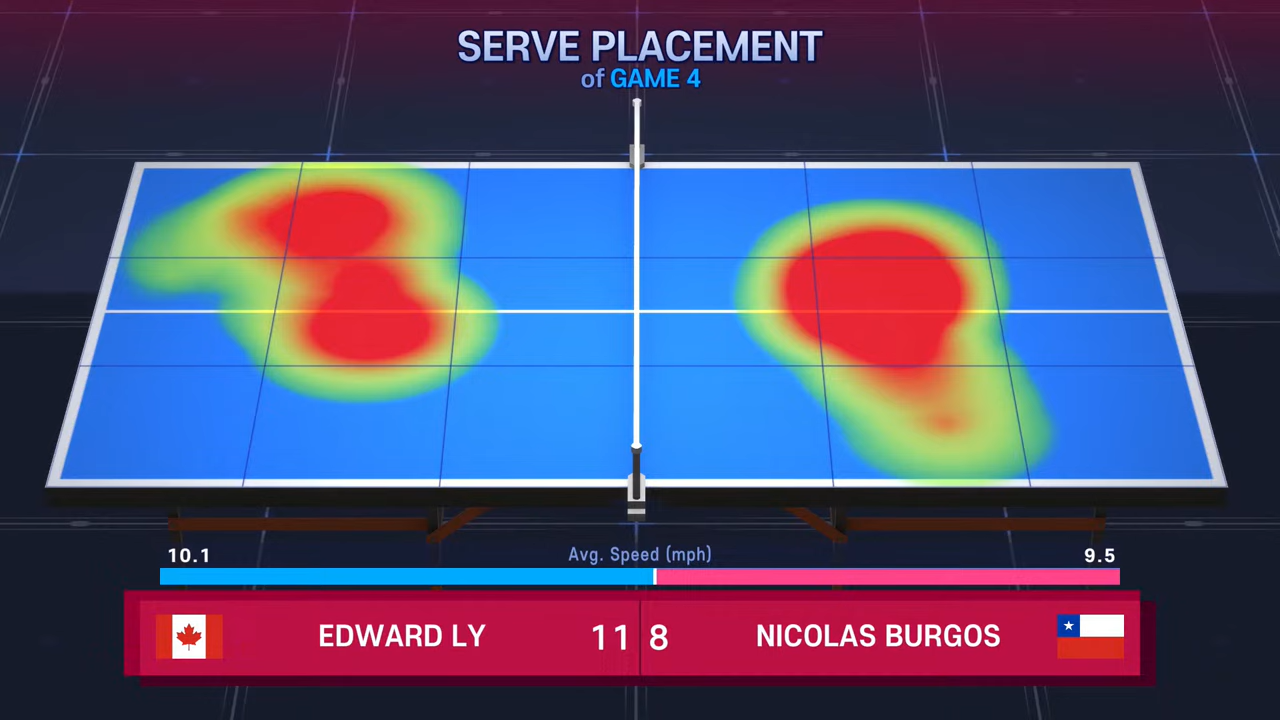 SERVE PLACEMENT
of GAME 4
10.1 Avg. Speed (mph) 9.5
EDWARD LY 11 8 NICOLAS BURGOS